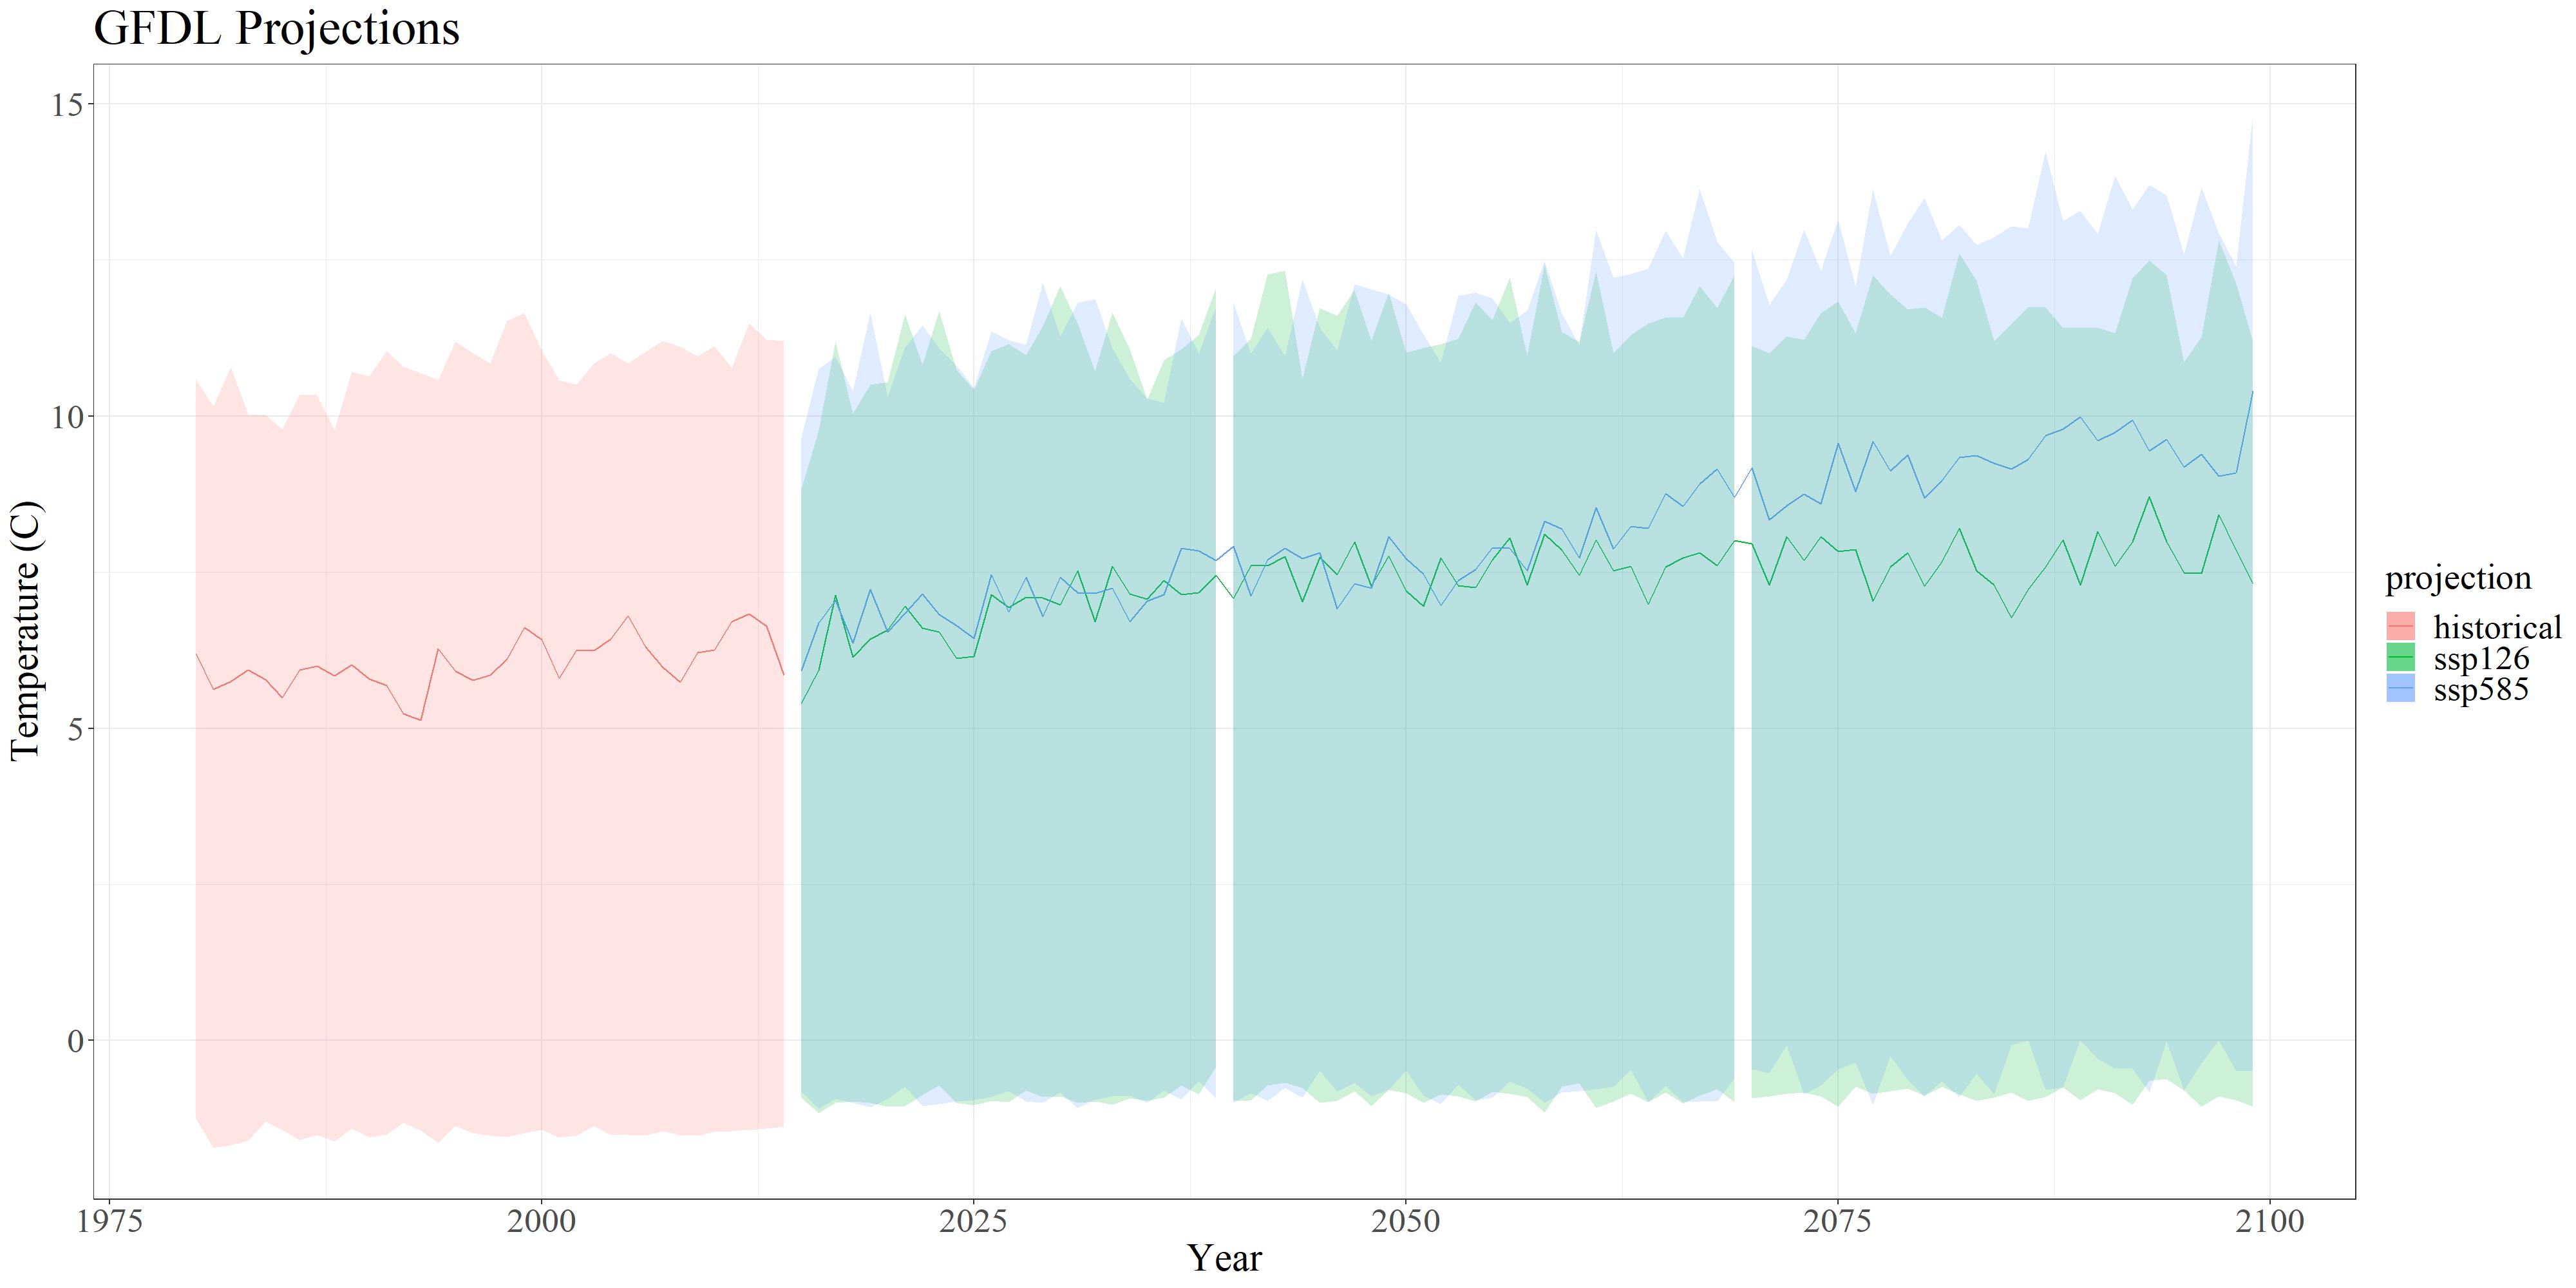 GFDL Projections
15
10
5
0
Temperature (C)
1975 2000 2025 2050 2075 2100
Year
projection
historical
ssp126
ssp585